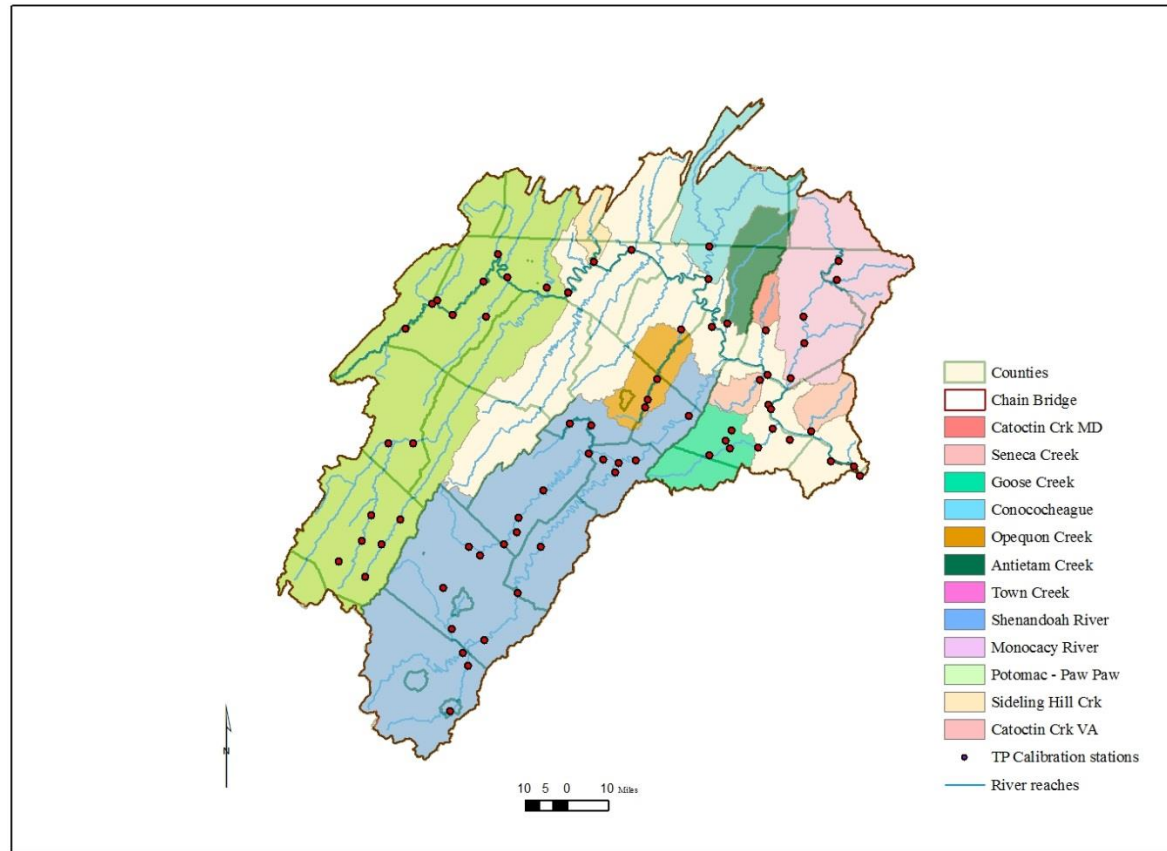 Counties
Chain Bridge
Catoctin Crk MD
Seneca Creek
Goose Creek
Conococheague
Opequon Creek
Antietam Creek
Town Creek
Shenandoah River
Monocacy River
Potomac - Paw Paw
Sideling Hill Crk
Catoctin Crk VA
TP Calibration stations
River reaches
N
10 5 0 10 Miles